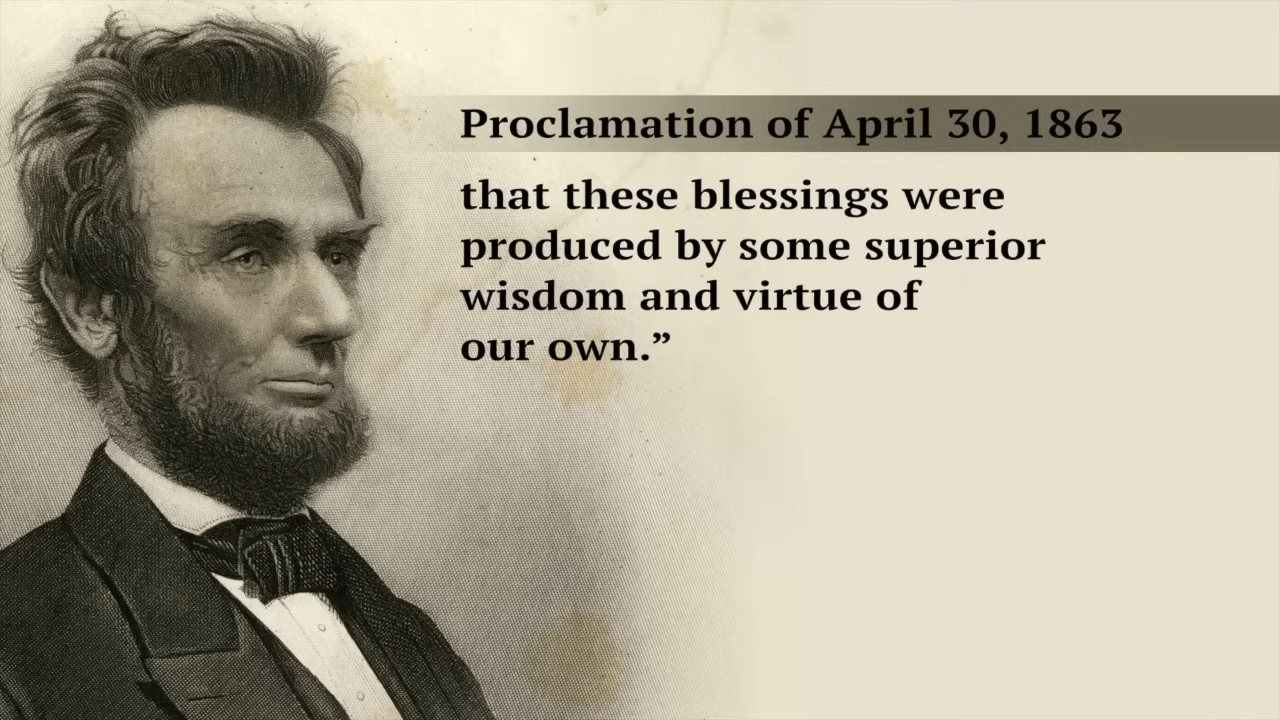 Proclamation of April 30, 1863
that these blessings were
produced by some superior
wisdom and virtue of
our own.”